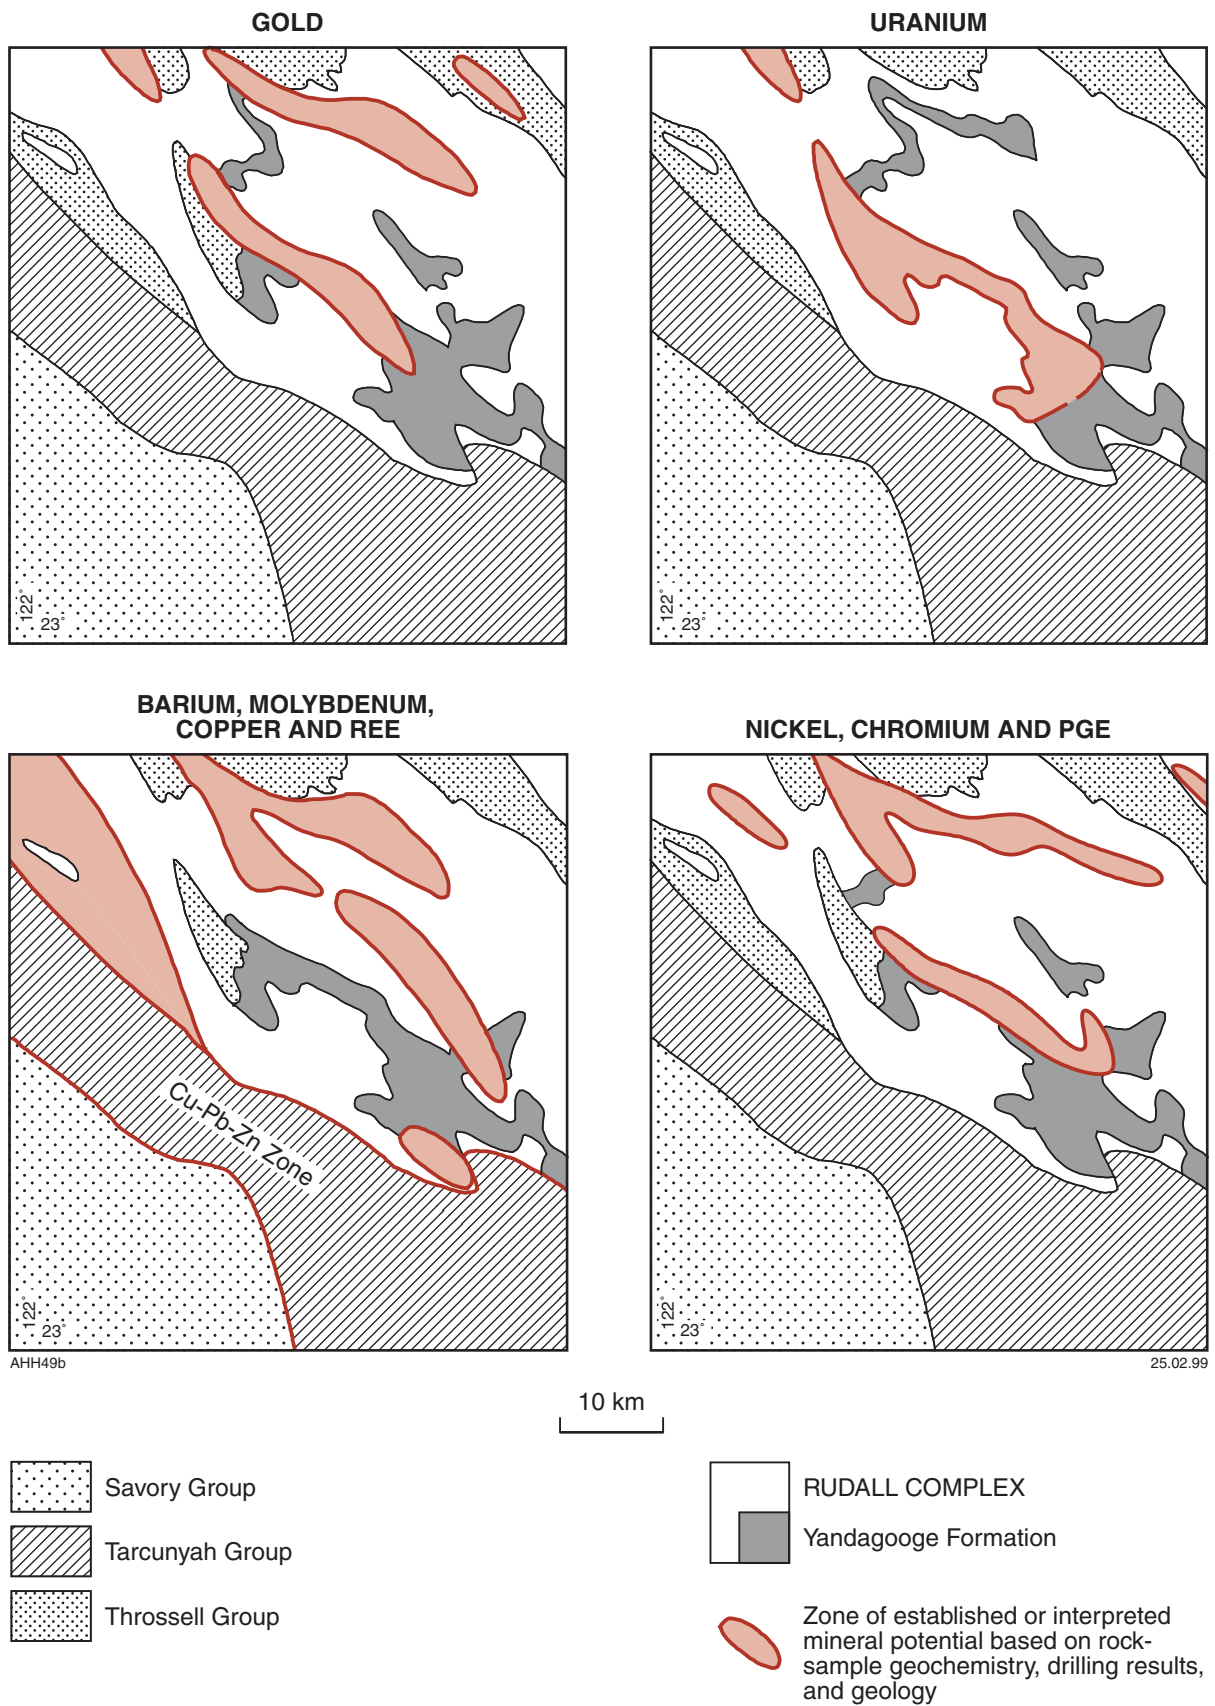 GOLD
URANIUM
122°
23°
122°
23°
BARIUM, MOLYBDENUM,
COPPER AND REE
NICKEL, CHROMIUM AND PGE
Cu-Pb-Zn Zone
122°
23°
122°
23°
AHH49b
25.02.99
10 km
Savory Group
Tarcunyah Group
Throssell Group
RUDALL COMPLEX
Yandagooge Formation
Zone of established or interpreted
mineral potential based on rock-
sample geochemistry, drilling results,
and geology